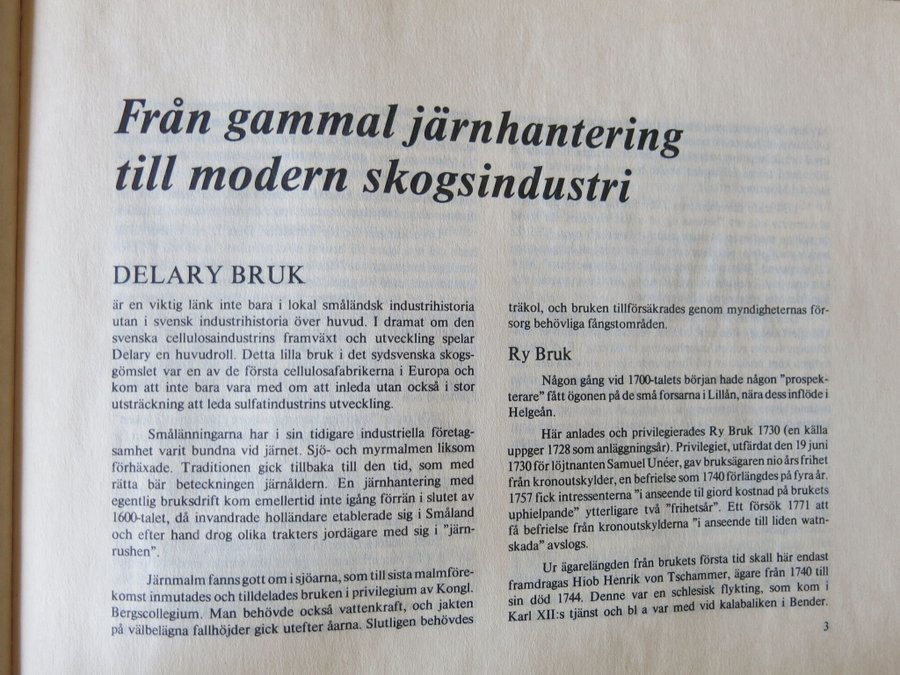 Från gammal järnhantering
till modern skogsindustri
DELARY BRUK
är en viktig länk inte bara i lokal småländsk industrihistoria
utan i svensk industrihistoria över huvud. I dramat om den
svenska cellulosaindustrins framväxt och utveckling spelar
Delary en huvudroll. Detta lilla bruk i det sydsvenska skogs-
gömslet var en av de första cellulosafabrikerna i Europa och
kom att inte bara vara med om att inleda utan också i stor
utsträckning att leda sulfatindustrins utveckling.
Smålänningarna har i sin tidigare industriella företag-
samhet varit bundna vid järnet. Sjö- och myrmalmen liksom
förhäxade. Traditionen gick tillbaka till den tid, som med
rätta bär beteckningen järnåldern. En järnhantering med
egentlig bruksdrift kom emellertid inte igång förrän i slutet av
1600-talet, då invandrade holländare etablerade sig i Småland
och efter hand drog olika trakters jordägare med sig i ”järn-
rushen”.
Järnmalm fanns gott om i sjöarna, som till sista malmföre-
komst inmutades och tilldelades bruken i privilegium av Kongl.
Bergscollegium. Man behövde också vattenkraft, och jakten
på välbelägna fallhöjder gick utefter åarna. Slutligen behövdes
träkol, och bruken tillförsäkrades genom myndigheternas för-
sorg behövliga fångstområden.
Ry Bruk
Någon gång vid 1700-talets början hade någon ”prospek-
terare” fått ögonen på de små forsarna i Lillån, nära dess inflöde i
Helgeån.
Här anlades och privilegierades Ry Bruk 1730 (en källa
uppger 1728 som anläggningsår). Privilegiet, utfärdat den 19 juni
1730 för löjtnanten Samuel Unéer, gav bruksägaren nio års frihet
från kronoutskylder, en befrielse som 1740 förlängdes på fyra år.
1757 fick intressenterna ”i anseende til giord kostnad på brukets
uphielpande” ytterligare två ”frihetsår”. Ett försök 1771 att
få befrielse från kronoutskylderna ”i anseende till liden watn-
skada” avslogs.
Ur ägarelängden från brukets första tid skall här endast
framdragas Hiob Henrik von Tschammer, ägare från 1740 till
sin död 1744. Denne var en schlesisk flykting, som kom i
Karl XII:s tjänst och bl a var med vid kalabaliken i Bender.
3